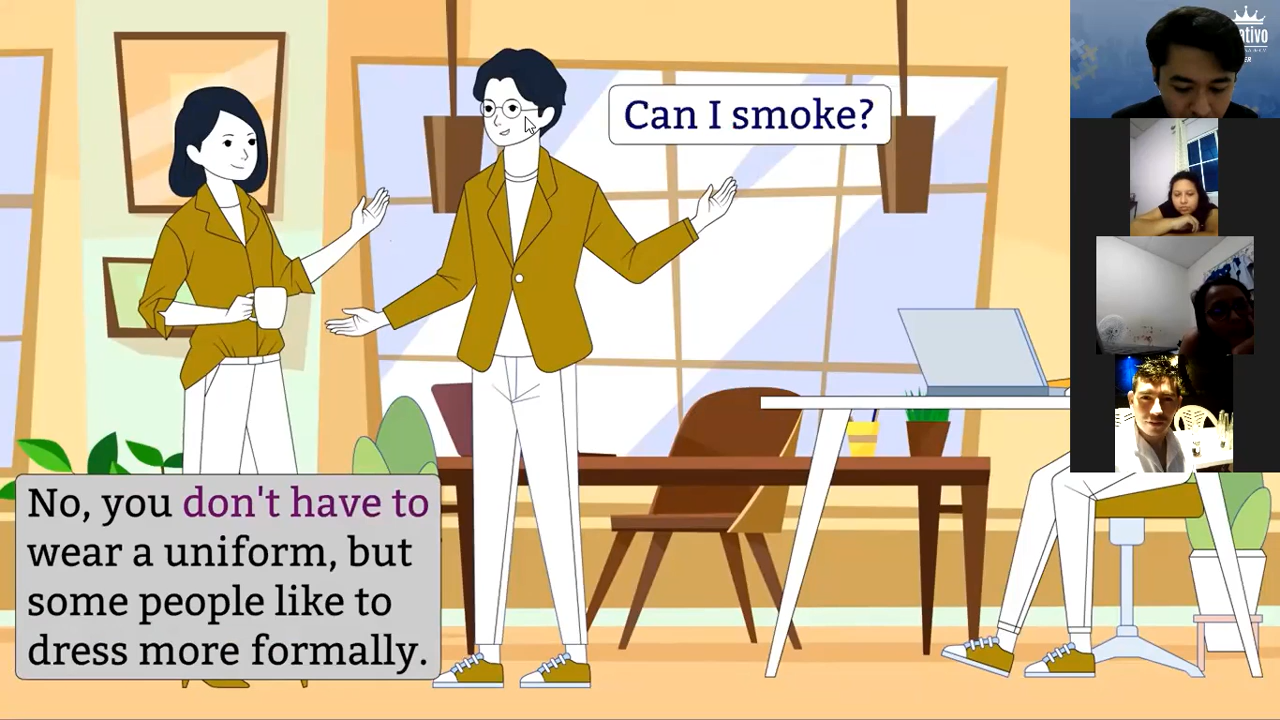 Can I smoke?
No, you don't have to
wear a uniform, but
some people like to
dress more formally.